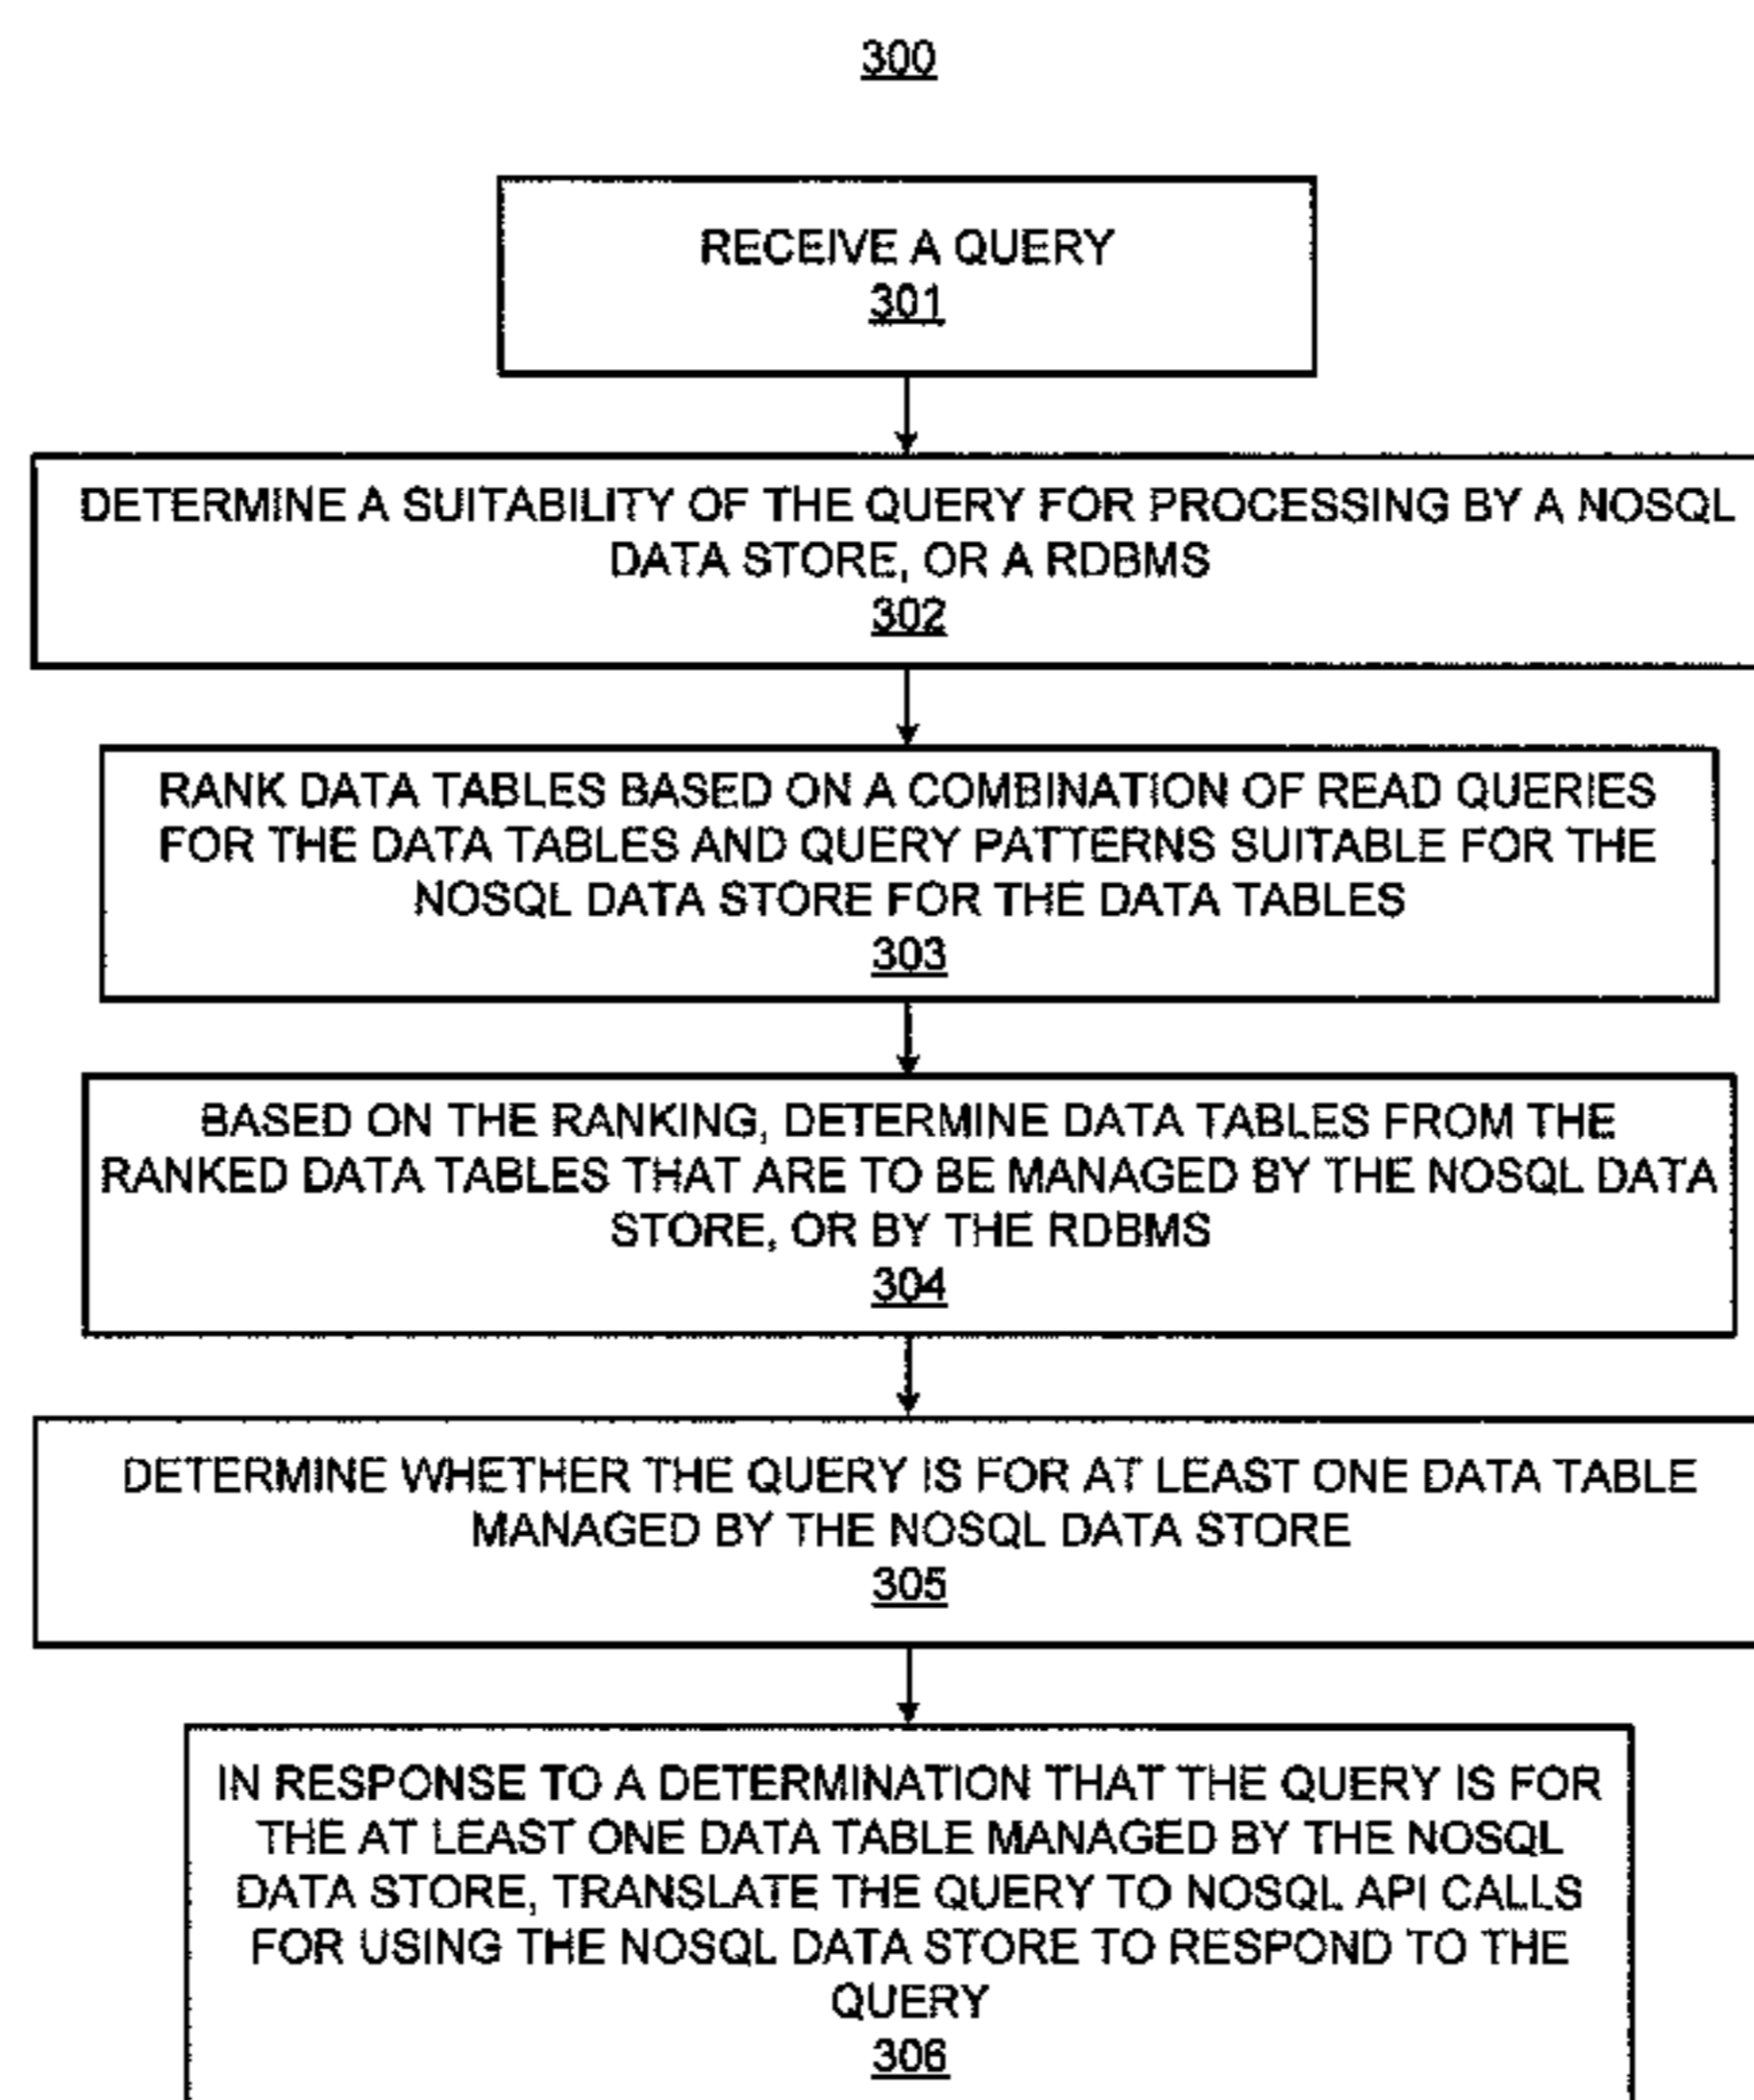 300
RECEIVE A QUERY
301
DETERMINE A SUITABILITY OF THE QUERY FOR PROCESSING BY A NOSQL
DATA STORE, OR A RDBMS
302
RANK DATA TABLES BASED ON A COMBINATION OF READ QUERIES
FOR THE DATA TABLES AND QUERY PATTERNS SUITABLE FOR THE
NOSQL DATA STORE FOR THE DATA TABLES
303
BASED ON THE RANKING, DETERMINE DATA TABLES FROM THE
RANKED DATA TABLES THAT ARE TO BE MANAGED BY THE NOSQL DATA
STORE, OR BY THE RDBMS
304
DETERMINE WHETHER THE QUERY IS FOR AT LEAST ONE DATA TABLE
MANAGED BY THE NOSQL DATA STORE
305
IN RESPONSE TO A DETERMINATION THAT THE QUERY IS FOR
THE AT LEAST ONE DATA TABLE MANAGED BY THE NOSQL
DATA STORE, TRANSLATE THE QUERY TO NOSQL API CALLS
FOR USING THE NOSQL DATA STORE TO RESPOND TO THE
QUERY
306